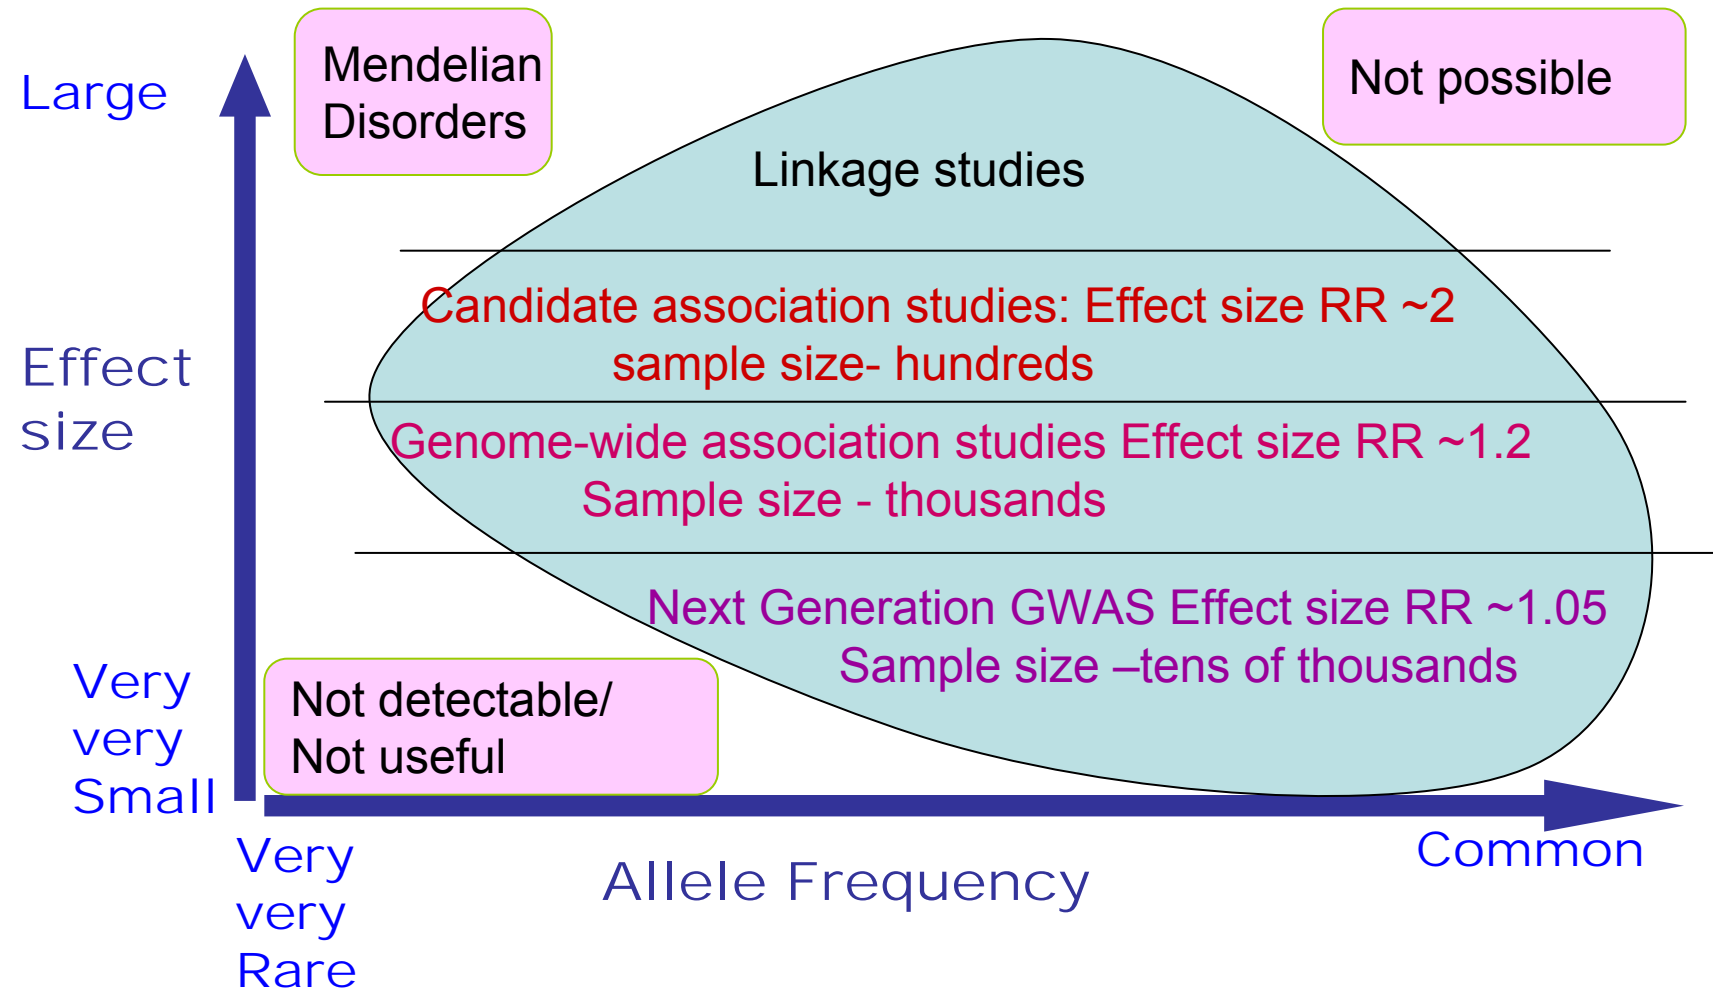 Mendelian
Disorders
Not possible
Large
Linkage studies
Candidate association studies: Effect size RR ~2
sample size- hundreds
Effect
size
Genome-wide association studies Effect size RR ~1.2
Sample size - thousands
Next Generation GWAS Effect size RR ~1.05
Sample size –tens of thousands
Very
very
Small
Not detectable/
Not useful
Very
very
Rare
Allele Frequency
Common